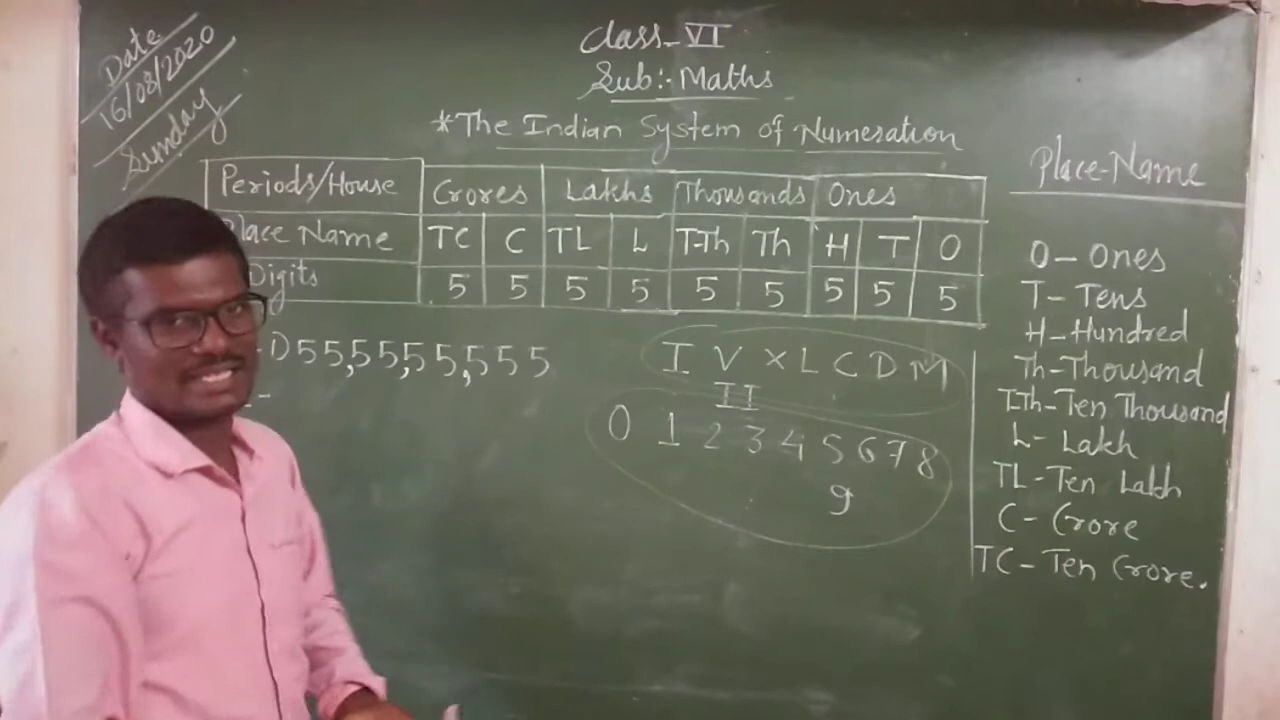 Date
16/08/2020
Sunday
Class-VI
Sub:- Maths
*The Indian System of Numeration
Periods/House Crores Lakhs Thousands Ones
Place Name TC C TL L T-Th Th H T O
Digits 5 5 5 5 5 5 5 5 5
55,55,55,555
I V X L C D M
II
0 1 2 3 4 5 6 7 8
9
Place-Name
O- Ones
T- Tens
H-Hundred
Th-Thousand
T-Th-Ten Thousand
L- Lakh
TL-Ten Lakh
C- Crore
TC-Ten Crore.